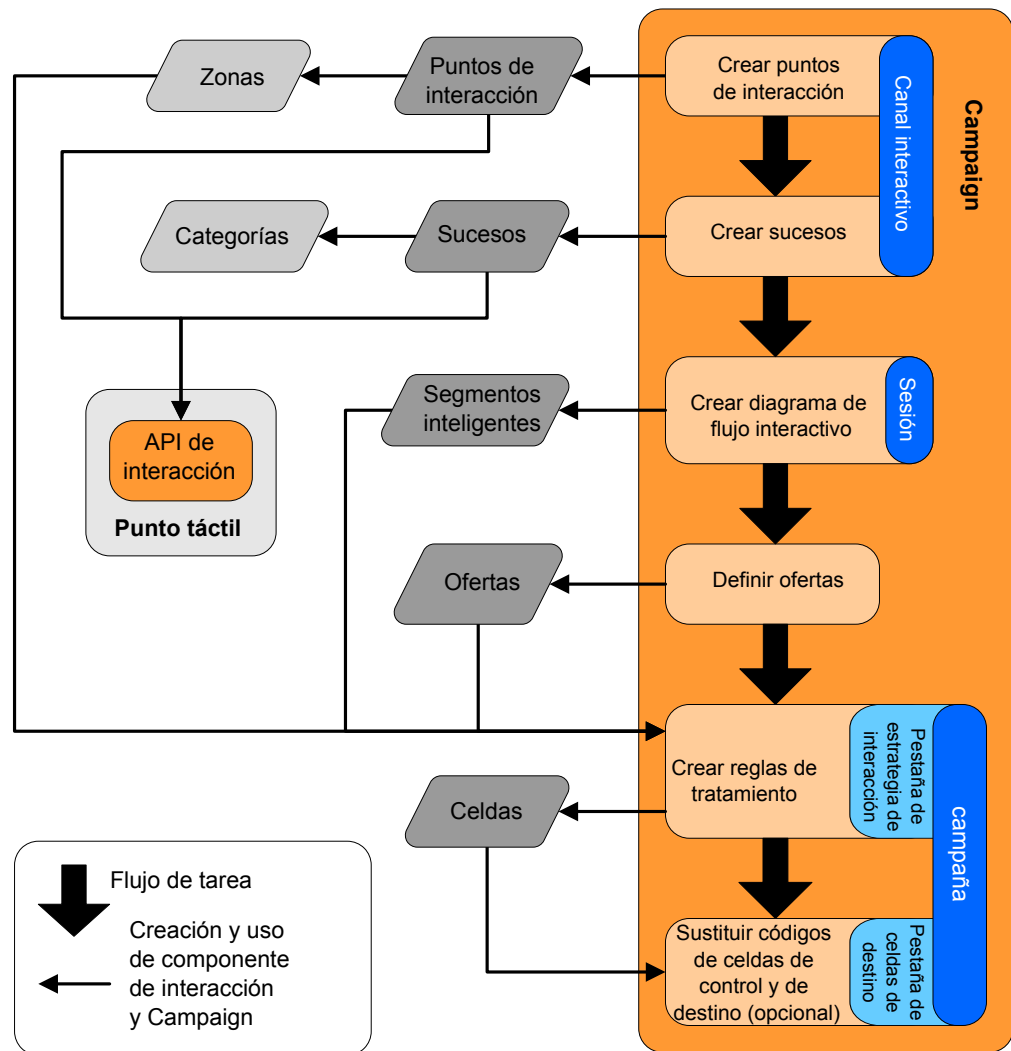 Zonas
Puntos de
interacción
Crear puntos
de interacción
Canal interactivo
Campaign
Categorías
Sucesos
Crear sucesos
Segmentos
inteligentes
Crear diagrama de
flujo interactivo
Sesión
API de
interacción
Punto táctil
Ofertas
Definir ofertas
Crear reglas de
tratamiento
Pestaña de
estrategia de
interacción
campaña
Celdas
Sustituir códigos
de celdas de
control y de
destino (opcional)
Pestaña de
celdas de
destino
Flujo de tarea
Creación y uso
de componente
de interacción
y Campaign